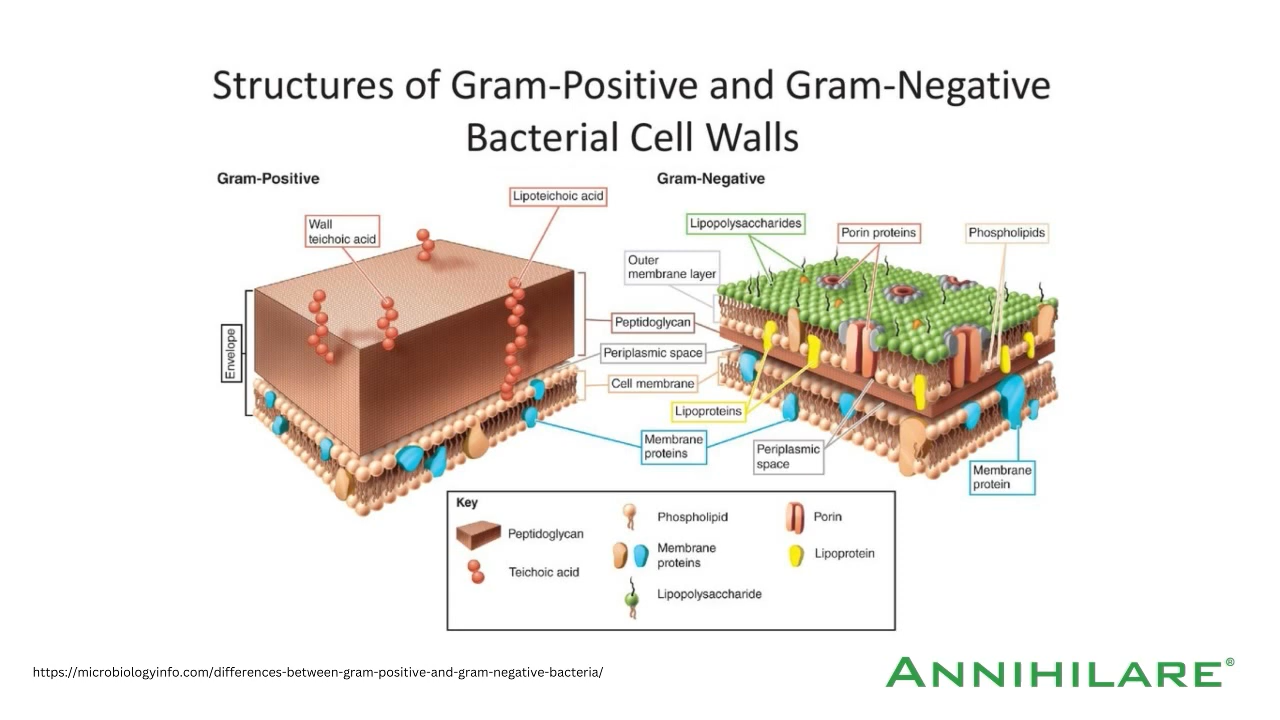 Structures of Gram-Positive and Gram-Negative
Bacterial Cell Walls
Gram-Positive
Gram-Negative
Lipoteichoic acid
Wall
teichoic acid
Lipopolysaccharides
Porin proteins
Phospholipids
Outer
membrane layer
Envelope
Peptidoglycan
Periplasmic space
Cell membrane
Lipoproteins
Membrane
proteins
Periplasmic
space
Membrane
protein
Key
Peptidoglycan
Teichoic acid
Phospholipid
Membrane
proteins
Lipopolysaccharide
Porin
Lipoprotein
https://microbiologyinfo.com/differences-between-gram-positive-and-gram-negative-bacteria/
ANNIHILARE®